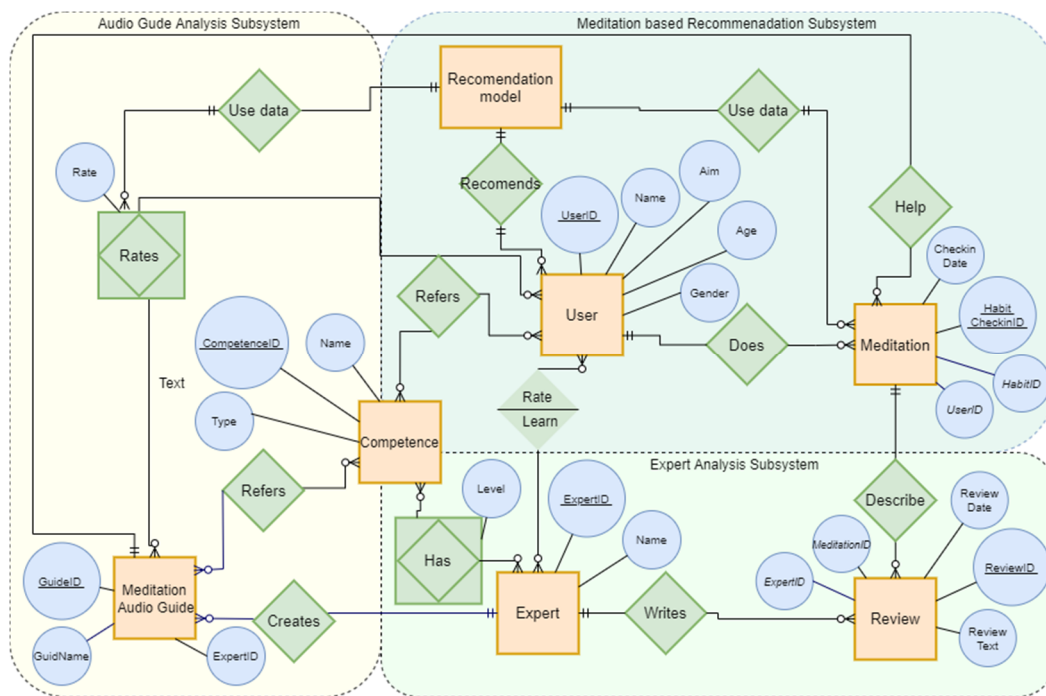 Audio Gude Analysis Subsystem
Meditation based Recommenadation Subsystem
Recomendation
model
Use data
Use data
Rate
Recomends
Aim
Name
UserID
Help
Rates
Age
Checkin
Date
Refers
Gender
User
Habit
CheckinID
CompetenceID
Name
Does
Meditation
HabitID
Text
UserID
Rate
Learn
Type
Competence
Expert Analysis Subsystem
Refers
Level
ExpertID
Describe
Review
Date
Name
MeditationID
Has
ReviewID
GuideID
Meditation
Audio Guide
ExpertID
Creates
Expert
Writes
Review
Review
Text
GuidName
ExpertID